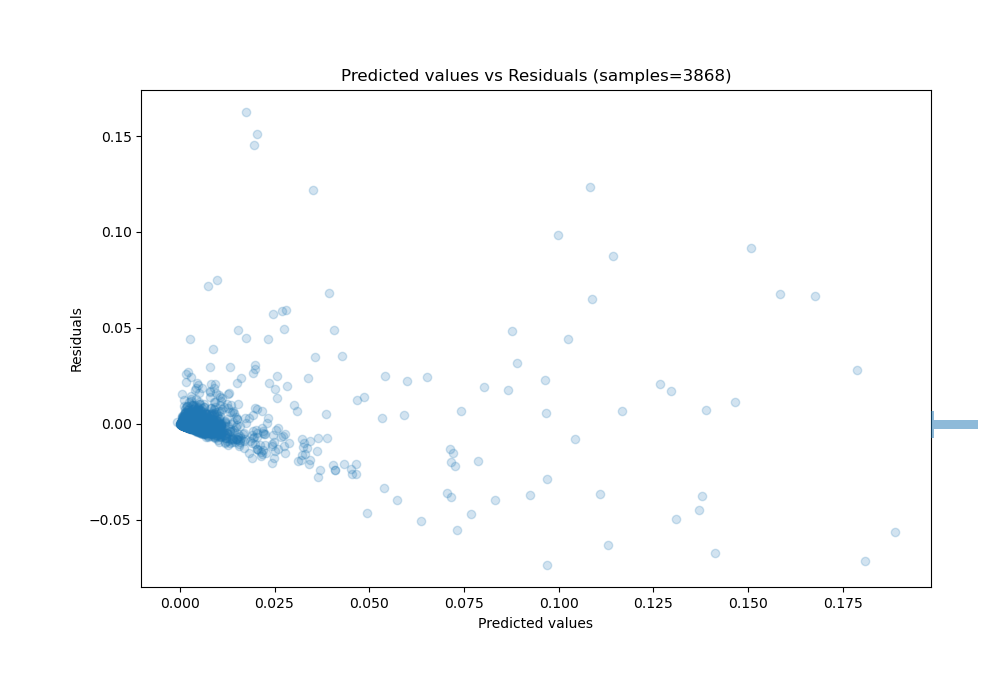 Predicted values vs Residuals (samples=3868)
0.15
0.10
0.05
0.00
−0.05
Residuals
0.000 0.025 0.050 0.075 0.100 0.125 0.150 0.175
Predicted values